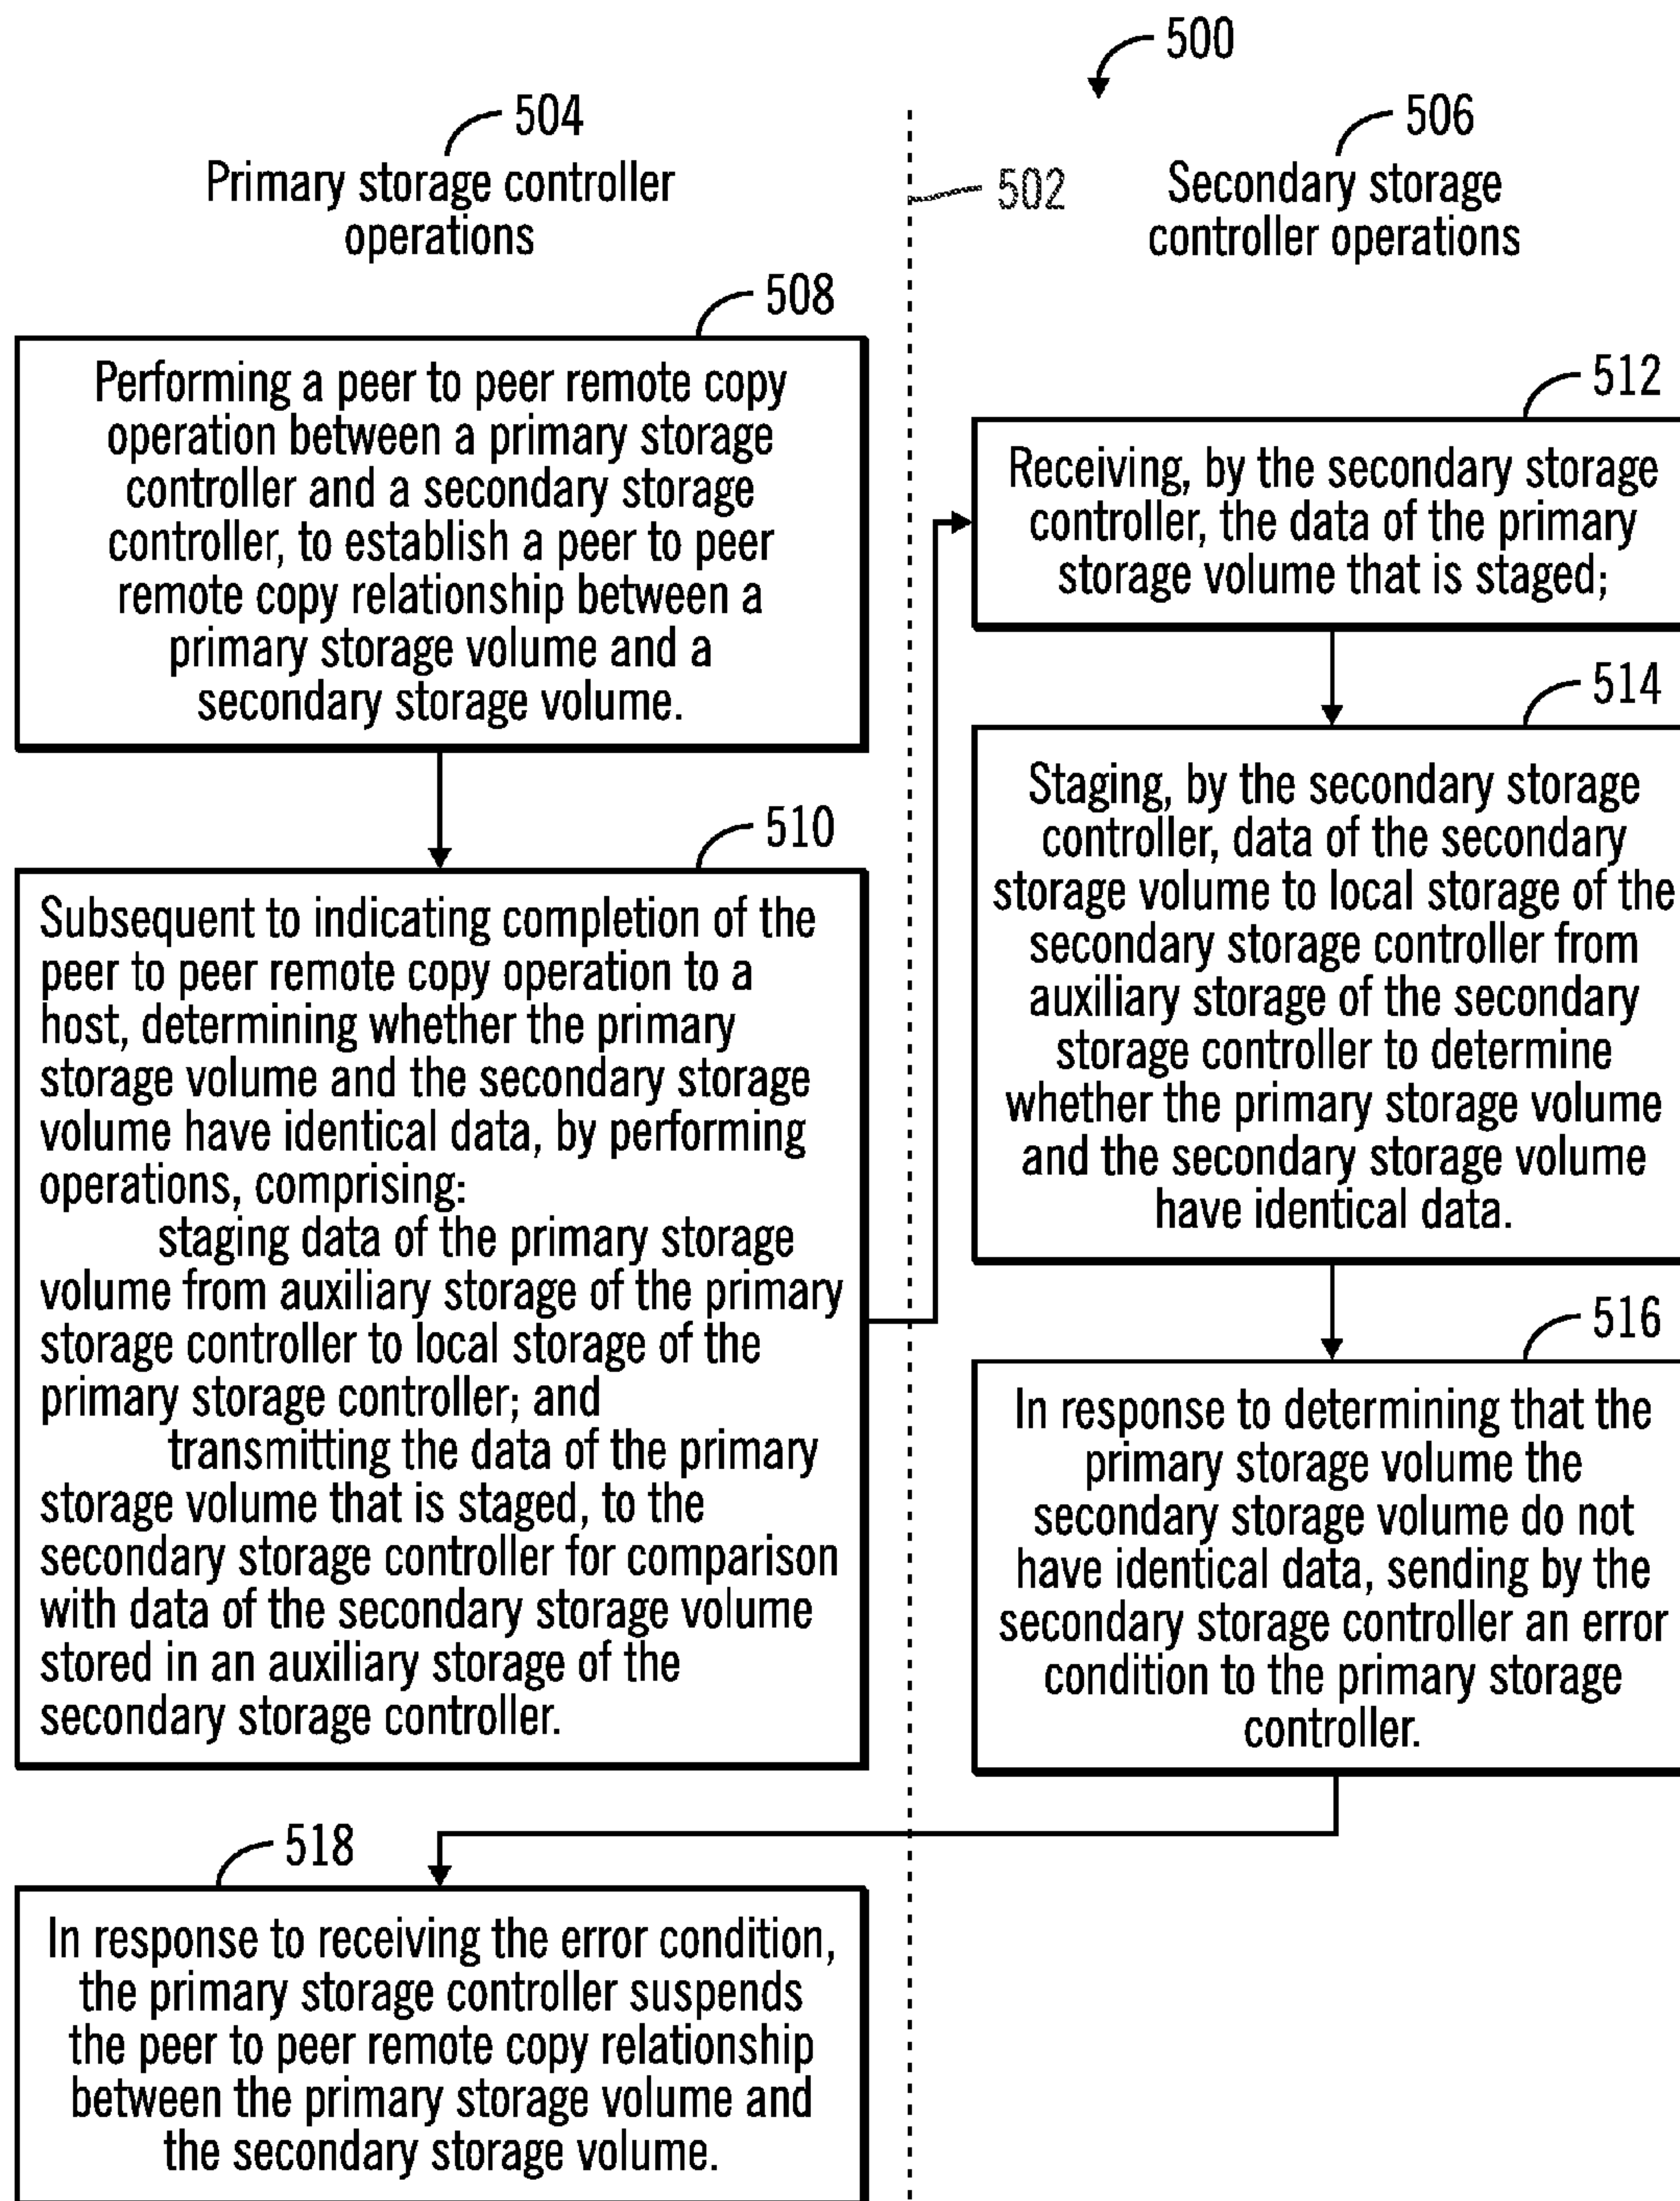 500
504
Primary storage controller
operations
502
506
Secondary storage
controller operations
508
Performing a peer to peer remote copy
operation between a primary storage
controller and a secondary storage
controller, to establish a peer to peer
remote copy relationship between a
primary storage volume and a
secondary storage volume.
510
Subsequent to indicating completion of the
peer to peer remote copy operation to a
host, determining whether the primary
storage volume and the secondary storage
volume have identical data, by performing
operations, comprising:
staging data of the primary storage
volume from auxiliary storage of the primary
storage controller to local storage of the
primary storage controller; and
transmitting the data of the primary
storage volume that is staged, to the
secondary storage controller for comparison
with data of the secondary storage volume
stored in an auxiliary storage of the
secondary storage controller.
512
Receiving, by the secondary storage
controller, the data of the primary
storage volume that is staged;
514
Staging, by the secondary storage
controller, data of the secondary
storage volume to local storage of the
secondary storage controller from
auxiliary storage of the secondary
storage controller to determine
whether the primary storage volume
and the secondary storage volume
have identical data.
516
In response to determining that the
primary storage volume the
secondary storage volume do not
have identical data, sending by the
secondary storage controller an error
condition to the primary storage
controller.
518
In response to receiving the error condition,
the primary storage controller suspends
the peer to peer remote copy relationship
between the primary storage volume and
the secondary storage volume.